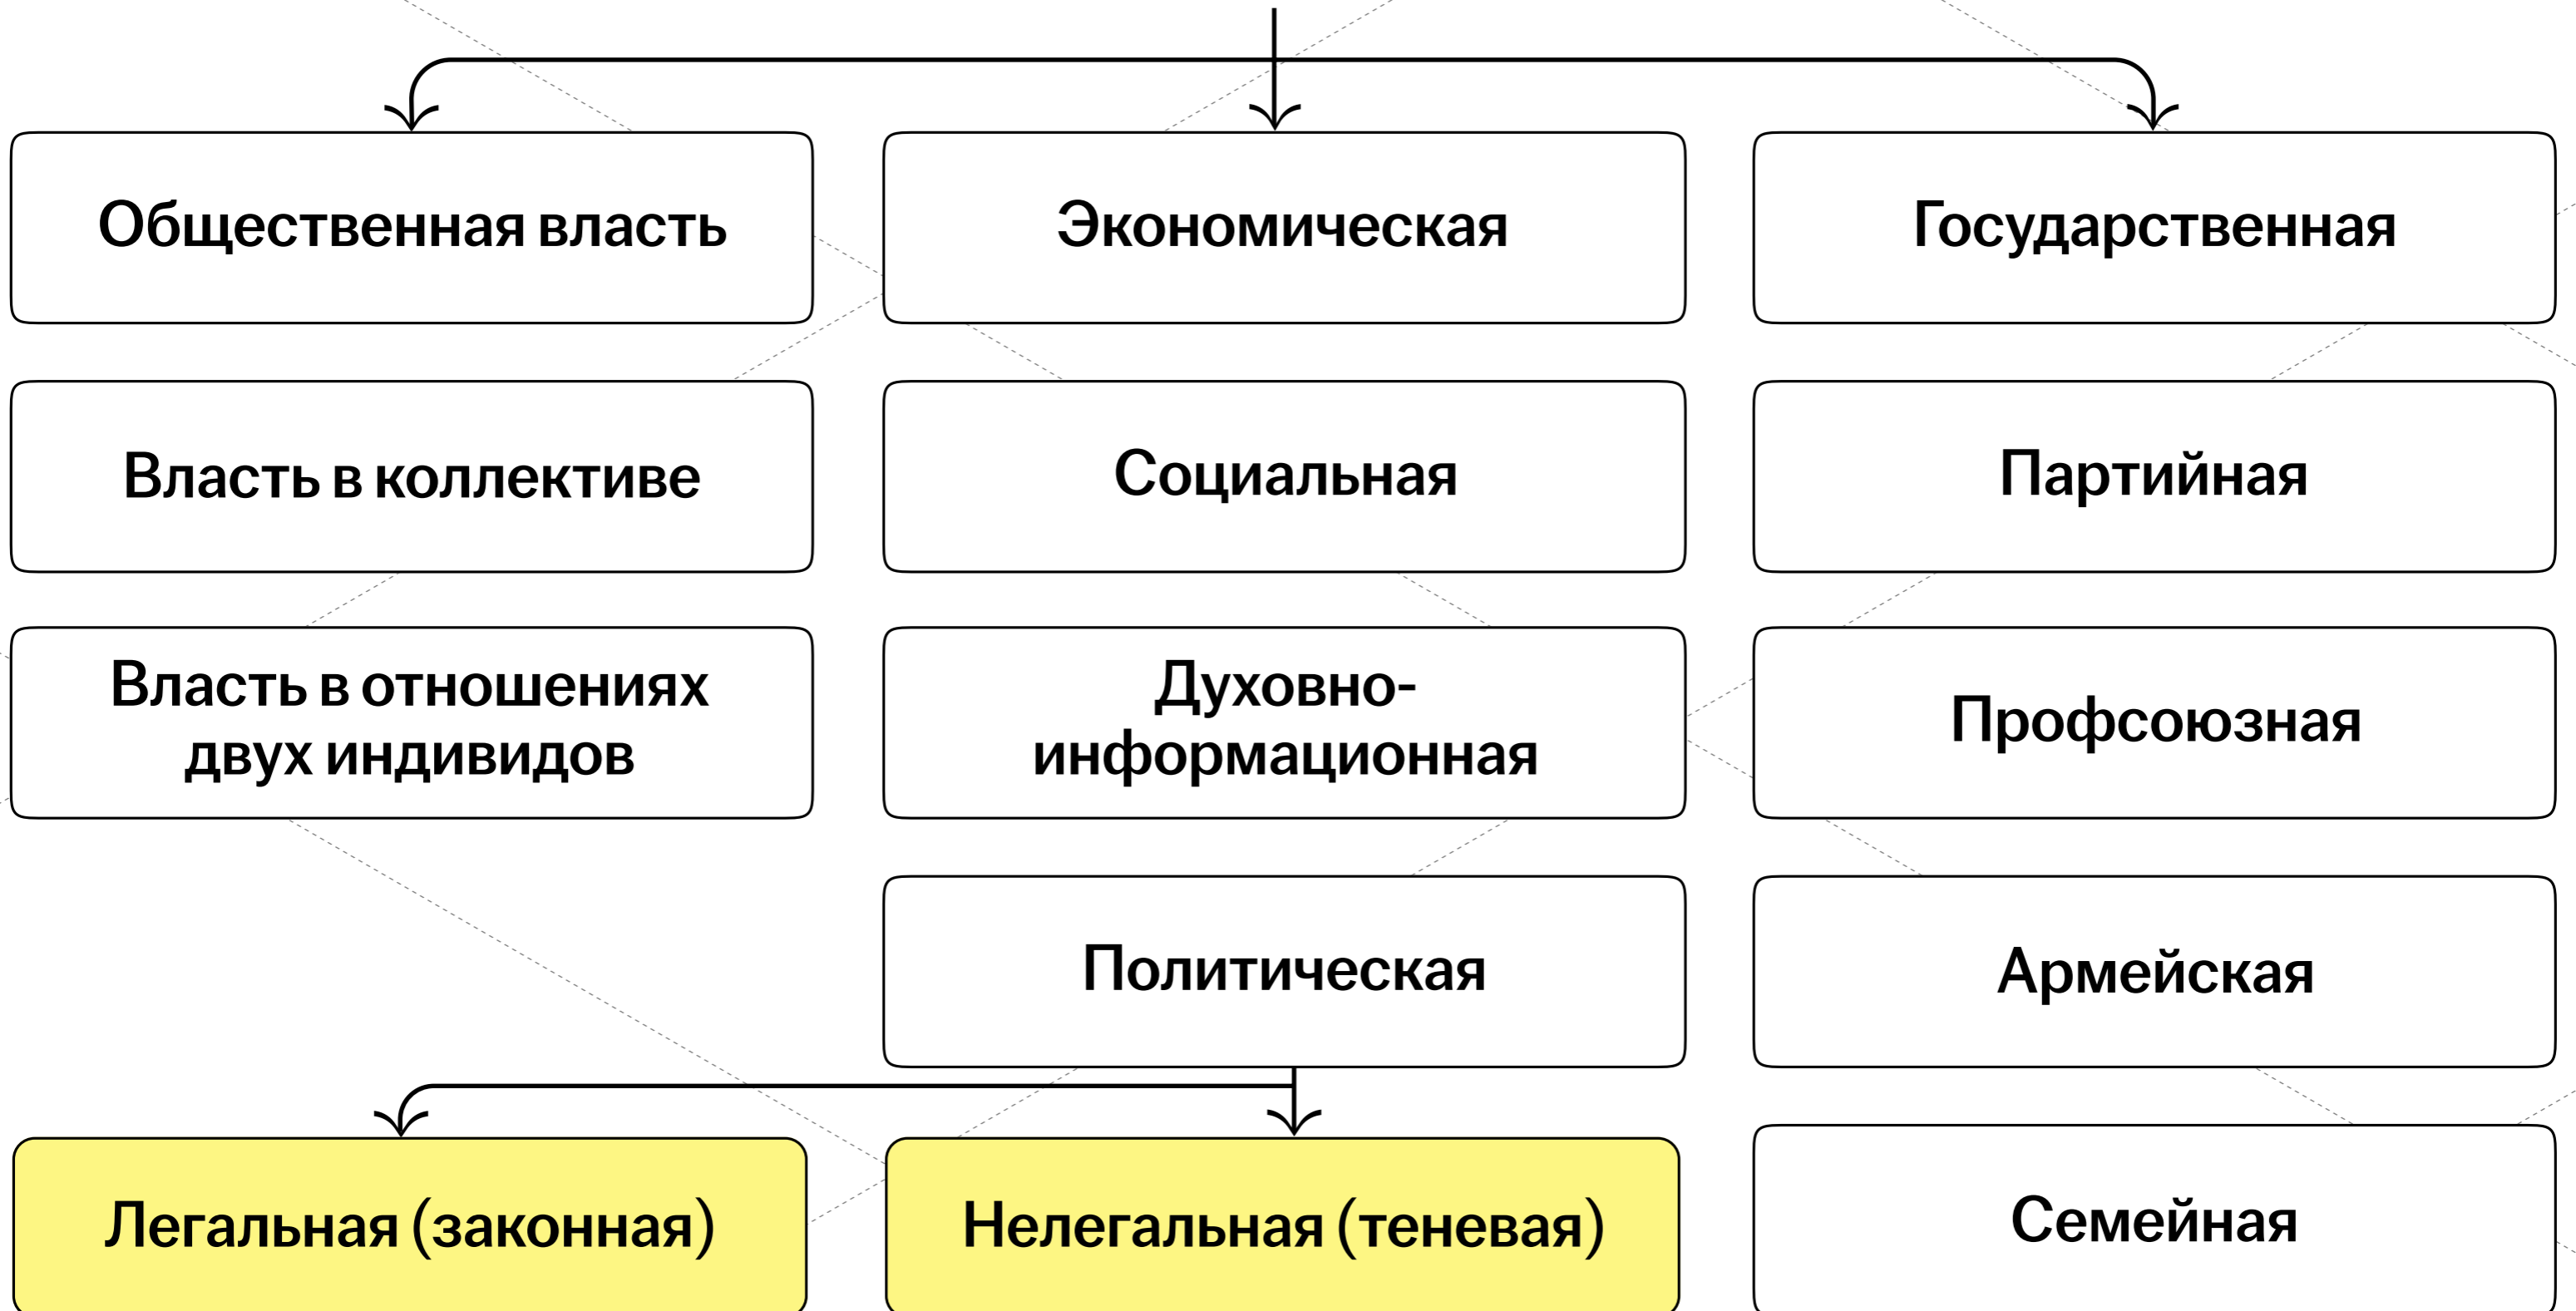 Общественная власть
Экономическая
Государственная
Власть в коллективе
Социальная
Партийная
Власть в отношениях
двух индивидов
Духовно-
информационная
Профсоюзная
Политическая
Армейская
Легальная (законная)
Нелегальная (теневая)
Семейная